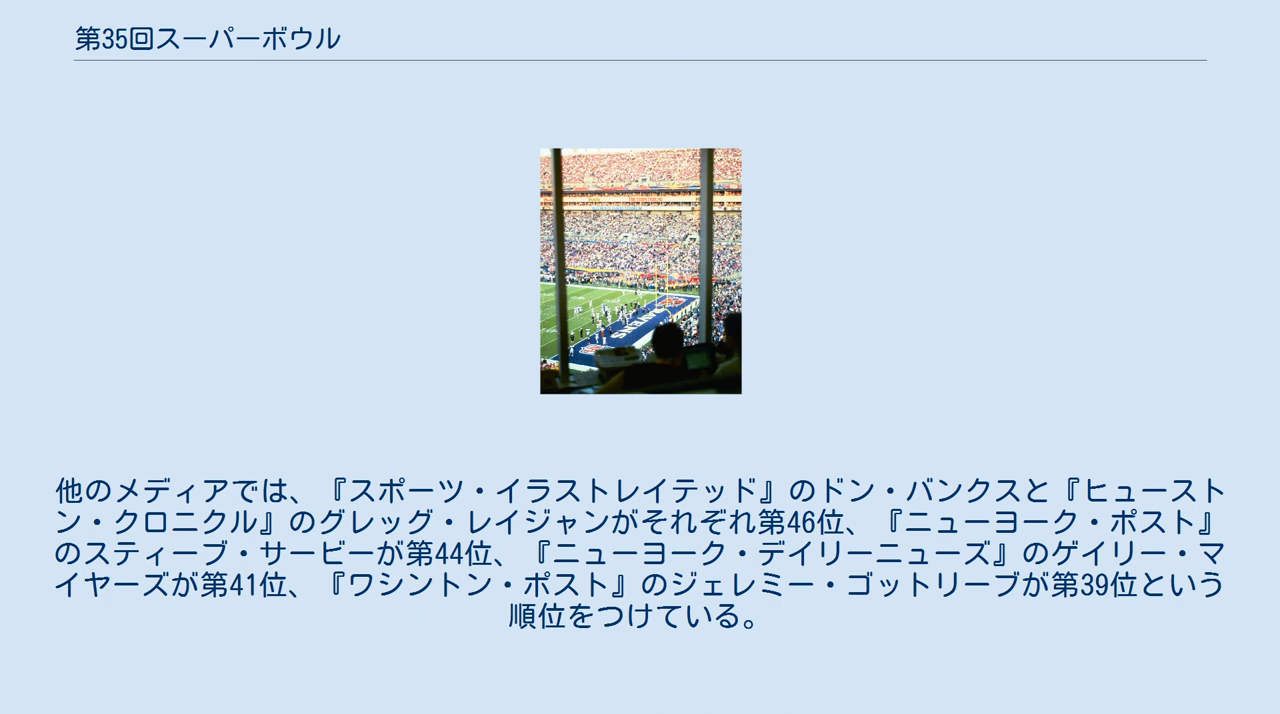 第35回スーパーボウル
RAVENS
他のメディアでは、『スポーツ・イラストレイテッド』のドン・バンクスと『ヒュースト
ン・クロニクル』のグレッグ・レイジャンがそれぞれ第46位、『ニューヨーク・ポスト』
のスティーブ・サービーが第44位、『ニューヨーク・デイリーニューズ』のゲイリー・マ
イヤーズが第41位、『ワシントン・ポスト』のジェレミー・ゴットリーブが第39位という
順位をつけている。